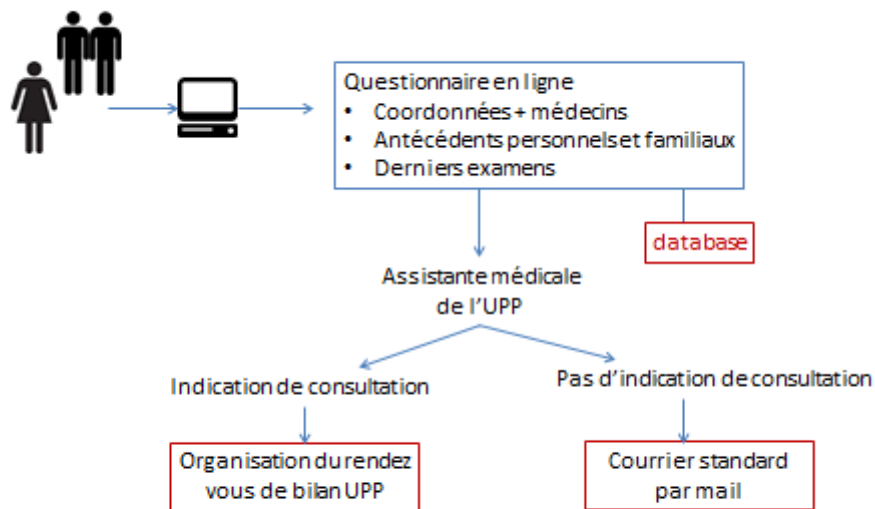 Questionnaire en ligne
• Coordonnées + médecins
• Antécédents personnels et familiaux
• Derniers examens
database
Assistante médicale
de l'UPP
Indication de consultation
Pas d'indication de consultation
Organisation du rendez
vous de bilan UPP
Courrier standard
par mail